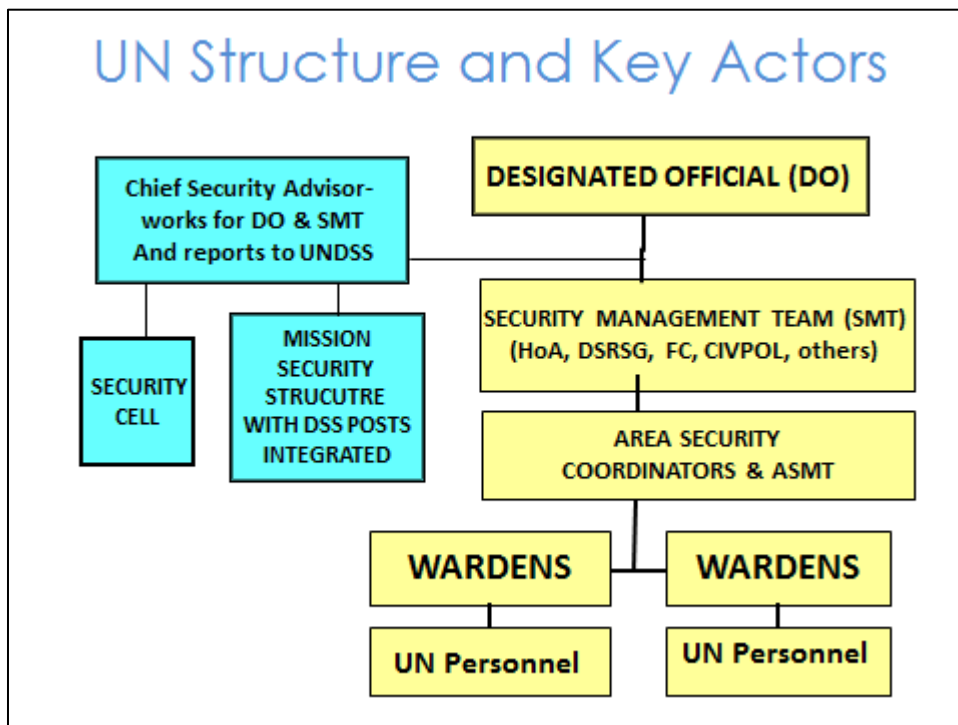 UN Structure and Key Actors
Chief Security Advisor-
works for DO & SMT
And reports to UNDSS
DESIGNATED OFFICIAL (DO)
SECURITY CELL
MISSION
SECURITY
STRUCUTRE
WITH DSS POSTS
INTEGRATED
SECURITY MANAGEMENT TEAM (SMT)
(HoA, DSRSG, FC, CIVPOL, others)
AREA SECURITY
COORDINATORS & ASMT
WARDENS
WARDENS
UN Personnel
UN Personnel